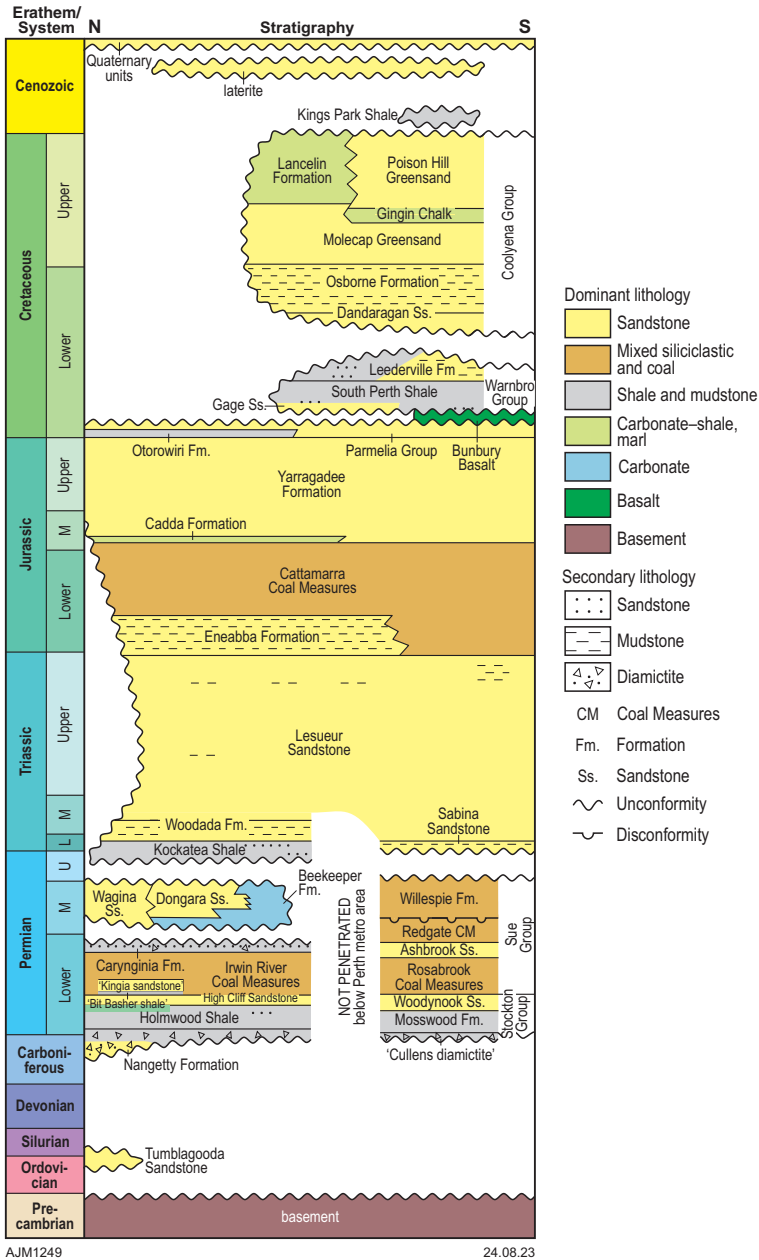 Erathem/
System
N
Stratigraphy
S
Cenozoic
Quaternary
units
laterite
Kings Park Shale
Cretaceous
Upper
Lancelin
Formation
Poison Hill
Greensand
Gingin Chalk
Molecap Greensand
Coolyena Group
Osborne Formation
Dandaragan Ss.
Lower
Leederville Fm
South Perth Shale
Warnbro
Group
Gage Ss.
Otorowiri Fm.
Parmelia Group
Bunbury
Basalt
Jurassic
Upper
Yarragadee
Formation
M
Cadda Formation
Lower
Cattamarra
Coal Measures
Eneabba Formation
Triassic
Upper
Lesueur
Sandstone
M
Woodada Fm.
Sabina
Sandstone
L
Kockatea Shale
Permian
U
M
Wagina
Ss.
Dongara Ss.
Beekeeper
Fm.
NOT PENETRATED
below Perth metro area
Willespie Fm.
Redgate CM
Ashbrook Ss.
Sue
Group
Lower
Carynginia Fm.
Irwin River
Coal Measures
Rosabrook
Coal Measures
'Kingia sandstone'
High Cliff Sandstone
'Bit Basher shale'
Woodynook Ss.
Holmwood Shale
Mosswood Fm.
Stockton
Group
Carboni-
ferous
Nangetty Formation
'Cullens diamictite'
Devonian
Silurian
Tumblagooda
Sandstone
Ordovi-
cian
Pre-
cambrian
basement
AJM1249
24.08.23
Dominant lithology
Sandstone
Mixed siliciclastic
and coal
Shale and mudstone
Carbonate–shale,
marl
Carbonate
Basalt
Basement
Secondary lithology
Sandstone
Mudstone
Diamictite
CM Coal Measures
Fm. Formation
Ss. Sandstone
Unconformity
Disconformity